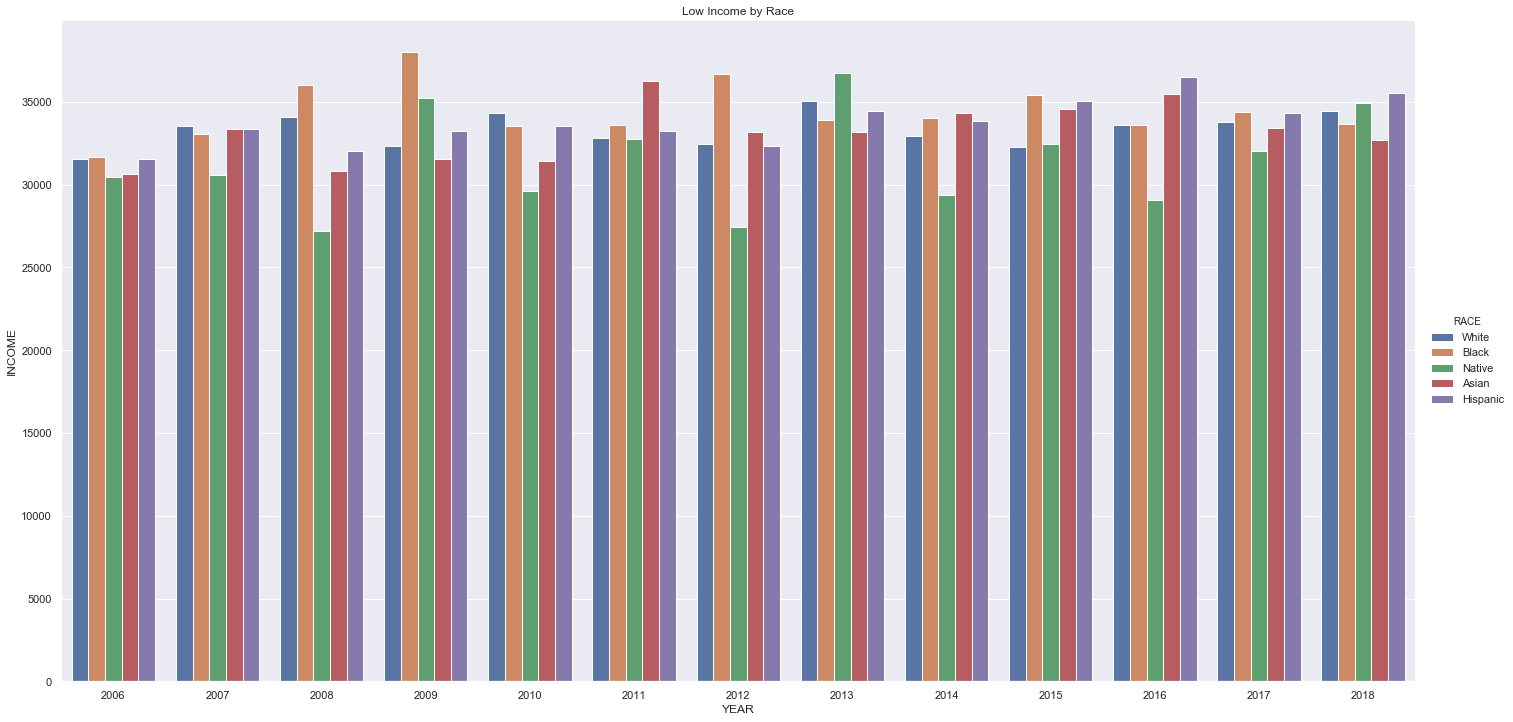 Low Income by Race
INCOME
35000
30000
25000
20000
15000
10000
5000
0
2006 2007 2008 2009 2010 2011 2012 2013 2014 2015 2016 2017 2018
YEAR
RACE
White
Black
Native
Asian
Hispanic